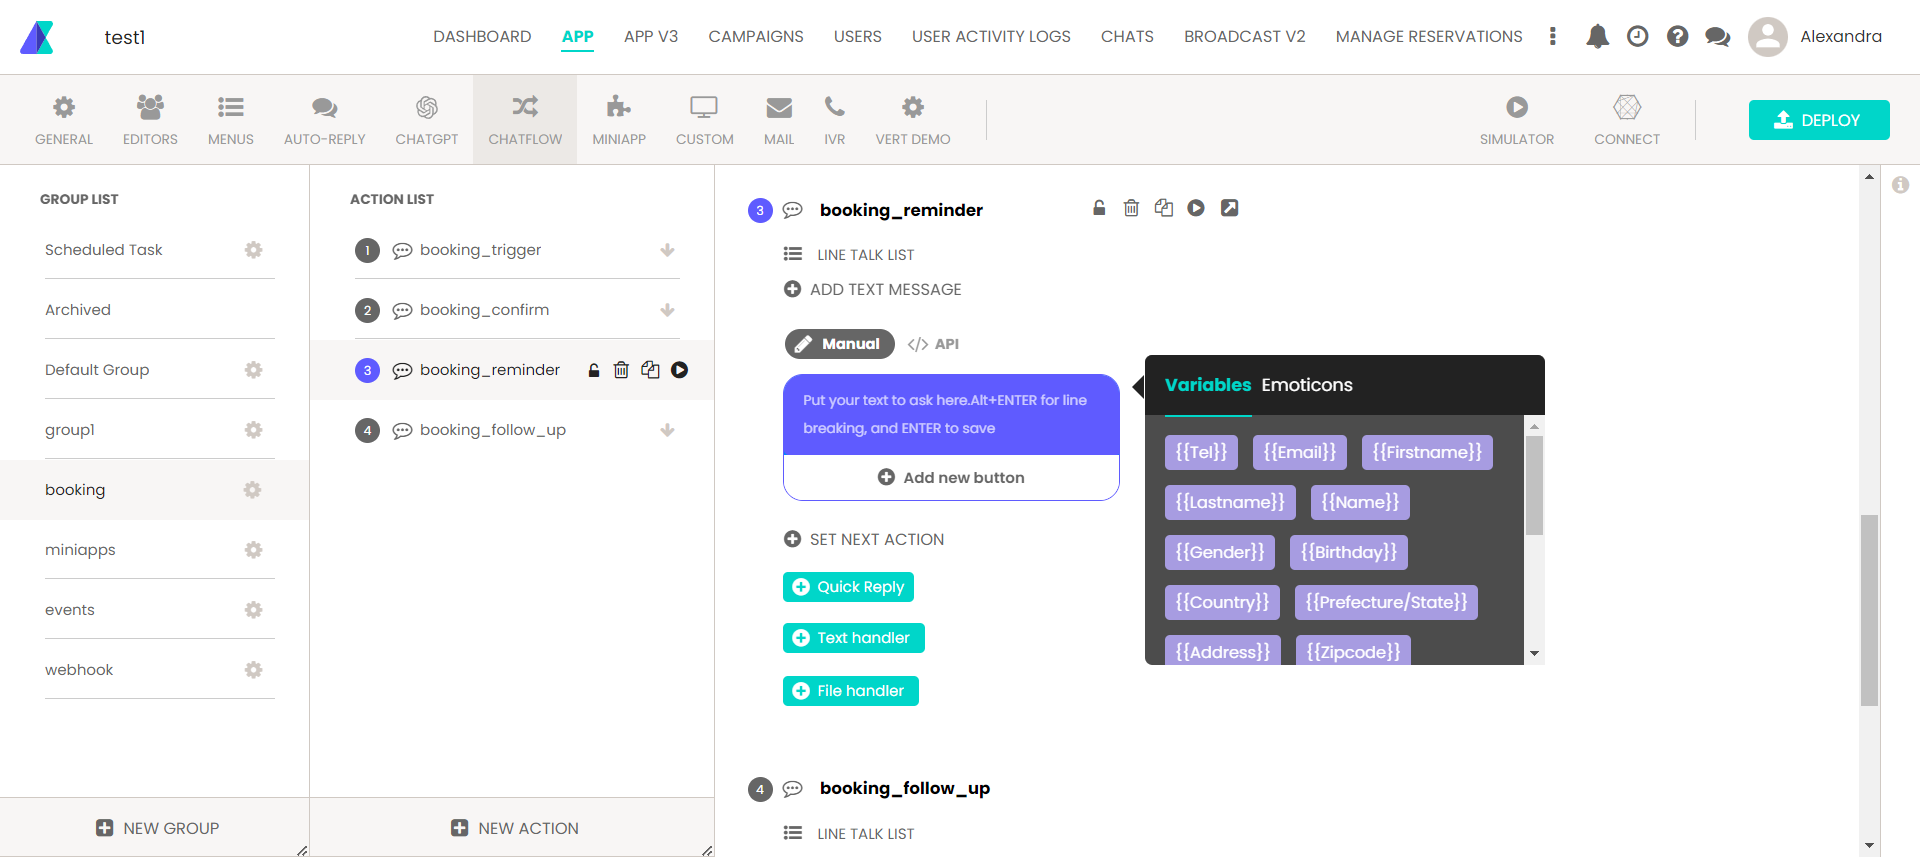 test1
DASHBOARD
APP
APP V3
CAMPAIGNS
USERS
USER ACTIVITY LOGS
CHATS
BROADCAST V2
MANAGE RESERVATIONS
Alexandra
GENERAL
EDITORS
MENUS
AUTO-REPLY
CHATGPT
CHATFLOW
MINIAPP
CUSTOM
MAIL
IVR
VERT DEMO
SIMULATOR
CONNECT
DEPLOY
GROUP LIST
Scheduled Task
Archived
Default Group
group1
booking
miniapps
events
webhook
NEW GROUP
ACTION LIST
1 booking_trigger
2 booking_confirm
3 booking_reminder
4 booking_follow_up
NEW ACTION
3 booking_reminder
LINE TALK LIST
ADD TEXT MESSAGE
Manual
</> API
Put your text to ask here.Alt+ENTER for line
breaking, and ENTER to save
Add new button
SET NEXT ACTION
Quick Reply
Text handler
File handler
Variables Emoticons
{{Tel}} {{Email}} {{Firstname}}
{{Lastname}} {{Name}}
{{Gender}} {{Birthday}}
{{Country}} {{Prefecture/State}}
{{Address}} {{Zipcode}}
4 booking_follow_up
LINE TALK LIST